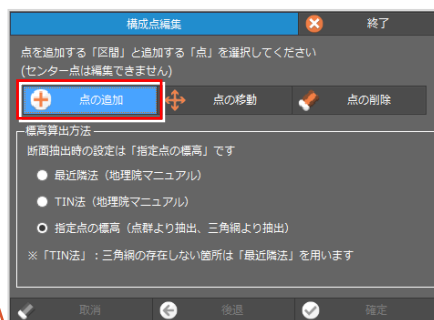 構成点編集 終了
点を追加する「区間」と追加する「点」を選択してください
(センター点は編集できません)
点の追加 点の移動 点の削除
標高算出方法
断面抽出時の設定は「指定点の標高」です
最近隣法（地理院マニュアル）
TIN法（地理院マニュアル）
指定点の標高（点群より抽出、三角網より抽出）
※「TIN法」：三角網の存在しない箇所は「最近隣法」を用います
取消 後退 確定